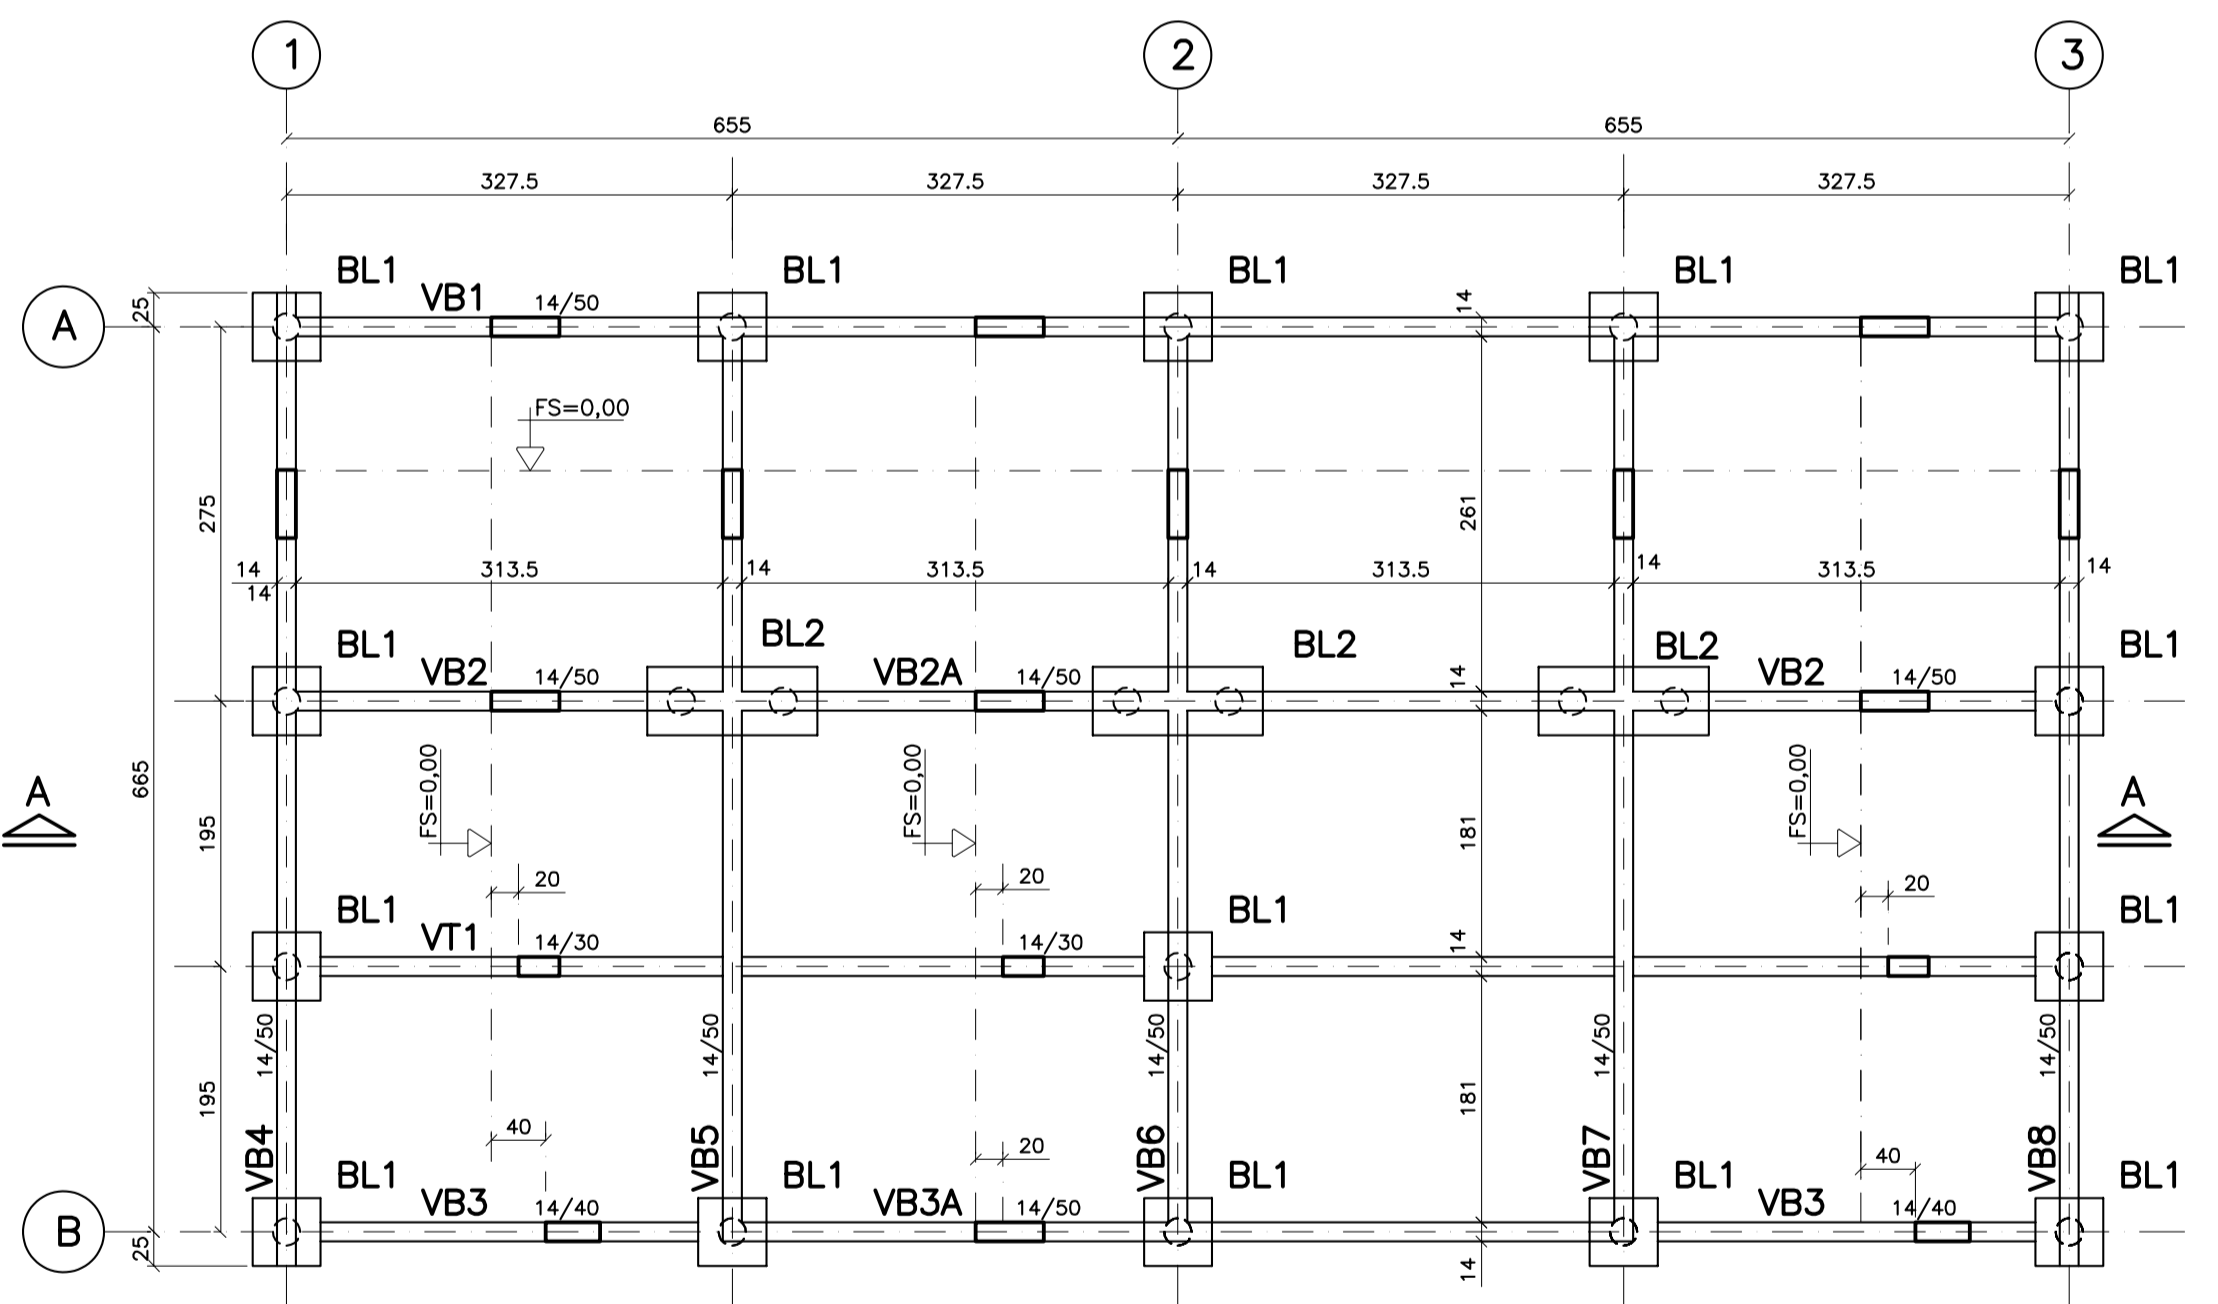 1 2 3
655 655
327.5 327.5 327.5 327.5
BL1 BL1 BL1 BL1 BL1
25 VB1 14/50 14
A
FS=0,00
275 261
14 313.5 14 313.5 14 313.5 14 313.5 14
14
BL1 BL2 BL2 BL2 BL1
VB2 14/50 VB2A 14/50 14 VB2 14/50
FS=0,00 FS=0,00 FS=0,00
665
A A
195 181
20 20 20
BL1 BL1 BL1
VT1 14/30 14/30 14
14/50 14/50 14/50 14/50 14/50
195 181
40 20 40
VB4 VB5 VB6 VB7 VB8
BL1 BL1 BL1 BL1 BL1
VB3 14/40 VB3A 14/50 VB3 14/40
B
25 14